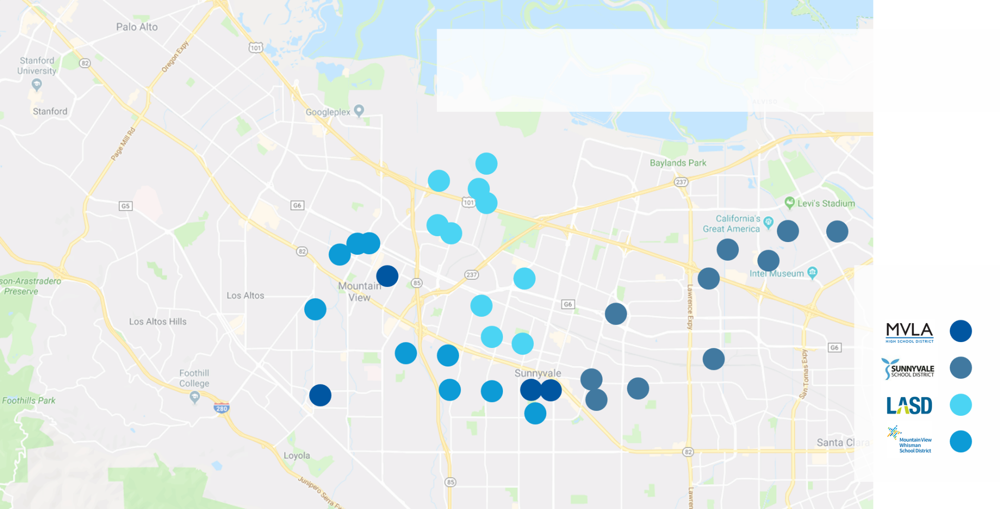 Palo Alto
101
Oregon Expy
Stanford
University
82
Stanford
Googleplex
ALVISO
Page Mill Rd
Baylands Park
237
G5
G6
101
Levi's Stadium
California's
Great America
82
237
Intel Museum
son-Arastradero
Preserve
Mountain
View
85
Los Altos
G6
Lawrence Expy
Los Altos Hills
MVLA
HIGH SCHOOL DISTRICT
G6
San Tomas Expy
SUNNYVALE
SCHOOL DISTRICT
Foothill
College
Sunnyvale
Foothills Park
280
LASD
Santa Clara
Mountain View
Whisman
School District
82
Loyola
85
Junipero Serra Fw
Lawren